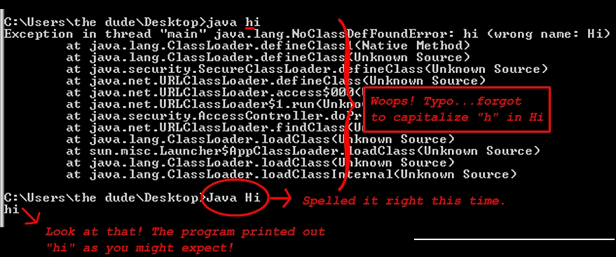 C:\Users\the dude\Desktop>java hi
Exception in thread "main" java.lang.NoClassDefFoundError: hi (wrong name: Hi)
at java.lang.ClassLoader.defineClass1(Native Method)
at java.lang.ClassLoader.defineClass(Unknown Source)
at java.security.SecureClassLoader.defineClass(Unknown Source)
at java.net.URLClassLoader.defineClass(Unknown Source)
at java.net.URLClassLoader.access$000(
at java.net.URLClassLoader$1.run(Unkno
at java.security.AccessController.doPr
at java.net.URLClassLoader.findClass(U
at java.lang.ClassLoader.loadClass(Unknown Source)
at sun.misc.Launcher$AppClassLoader.loadClass(Unknown Source)
at java.lang.ClassLoader.loadClass(Unknown Source)
at java.lang.ClassLoader.loadClassInternal(Unknown Source)
Woops! Typo...forgot
to capitalize "h" in Hi
C:\Users\the dude\Desktop>Java Hi
hi
Spelled it right this time.
Look at that! The program printed out
"hi" as you might expect!